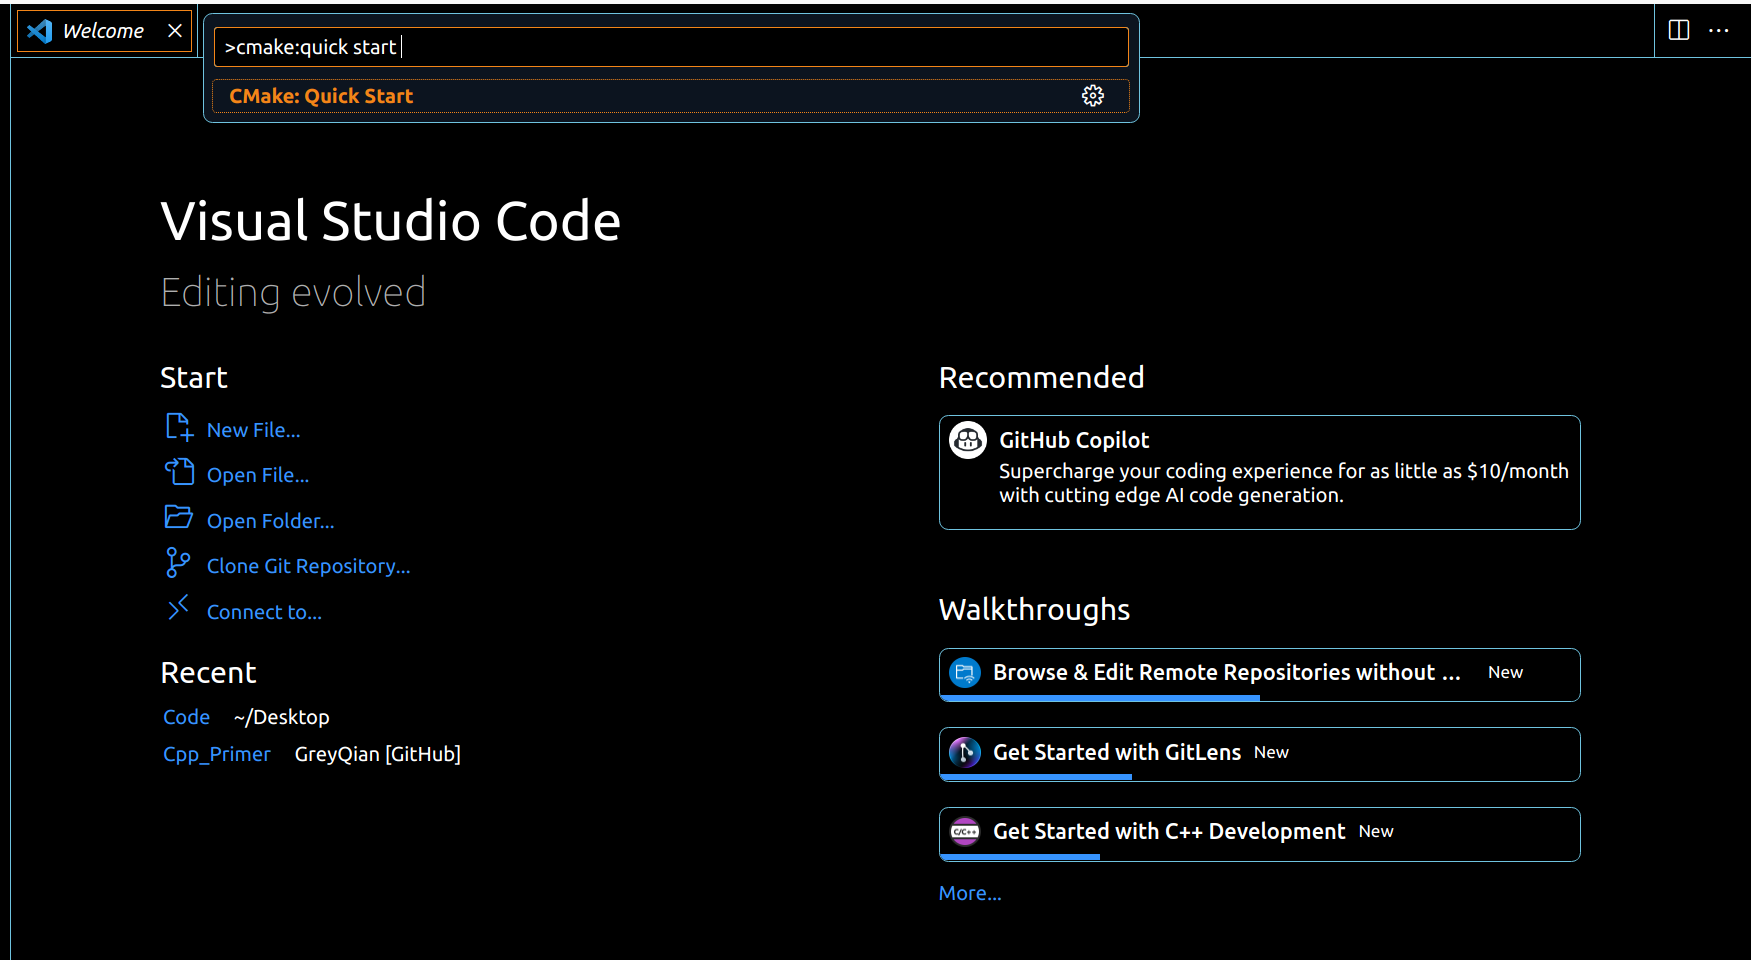 Welcome
>cmake:quick start
CMake: Quick Start
Visual Studio Code
Editing evolved
Start
New File...
Open File...
Open Folder...
Clone Git Repository...
Connect to...
Recent
Code ~/Desktop
Cpp_Primer GreyQian [GitHub]
Recommended
GitHub Copilot
Supercharge your coding experience for as little as $10/month
with cutting edge AI code generation.
Walkthroughs
Browse & Edit Remote Repositories without ... New
Get Started with GitLens New
C/C++
Get Started with C++ Development New
More...